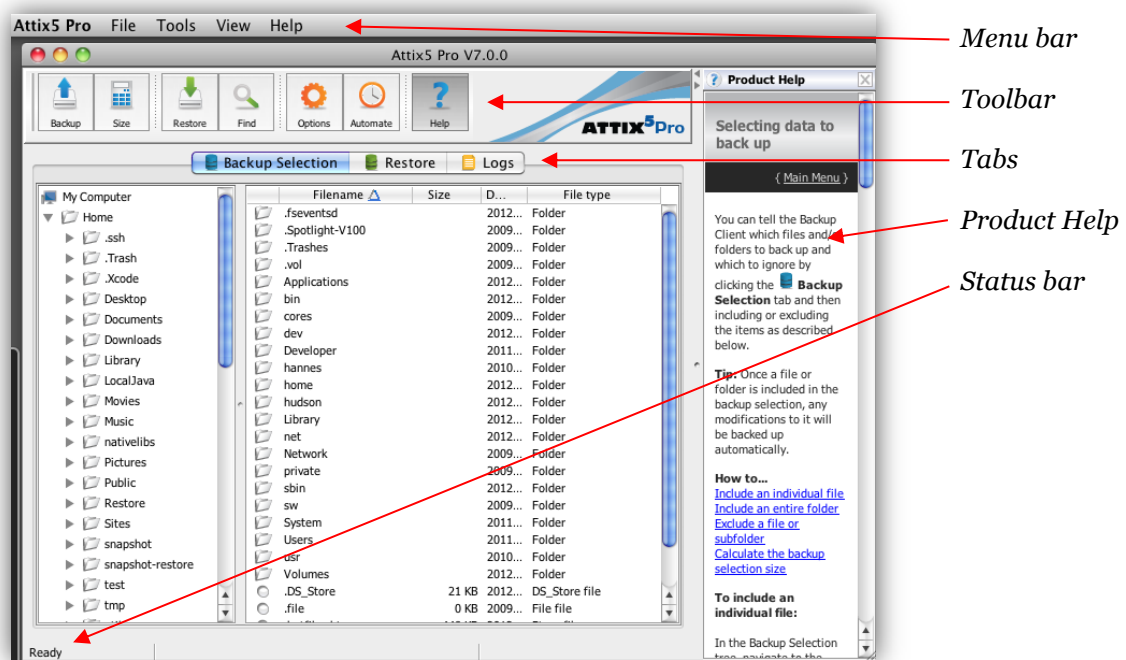 Attix5 Pro File Tools View Help
Menu bar
Attix5 Pro V7.0.0
Backup Size Restore Find Options Automate Help
ATTIX5Pro
Toolbar
Backup Selection Restore Logs
Tabs
My Computer
Home
.ssh
.Trash
.Xcode
Desktop
Documents
Downloads
Library
LocalJava
Movies
Music
nativelibs
Pictures
Public
Restore
Sites
snapshot
snapshot-restore
test
tmp
Filename Size D... File type
.fseventsd 2012... Folder
.Spotlight-V100 2009... Folder
.Trashes 2009... Folder
.vol 2009... Folder
Applications 2012... Folder
bin 2012... Folder
cores 2009... Folder
dev 2012... Folder
Developer 2011... Folder
hannes 2010... Folder
home 2012... Folder
hudson 2012... Folder
Library 2012... Folder
net 2012... Folder
Network 2009... Folder
private 2009... Folder
sbin 2012... Folder
sw 2009... Folder
System 2011... Folder
Users 2011... Folder
usr 2010... Folder
Volumes 2012... Folder
.DS_Store 21 KB 2012... DS_Store file
.file 0 KB 2009... File file
Ready
? Product Help
Selecting data to
back up
{ Main Menu }
You can tell the Backup
Client which files and/
folders to back up and
which to ignore by
clicking the Backup
Selection tab and then
including or excluding
the items as described
below.
Tip: Once a file or
folder is included in the
backup selection, any
modifications to it will
be backed up
automatically.
How to...
Include an individual file
Include an entire folder
Exclude a file or
subfolder
Calculate the backup
selection size
To include an
individual file:
In the Backup Selection
tree, navigate to the
Product Help
Status bar